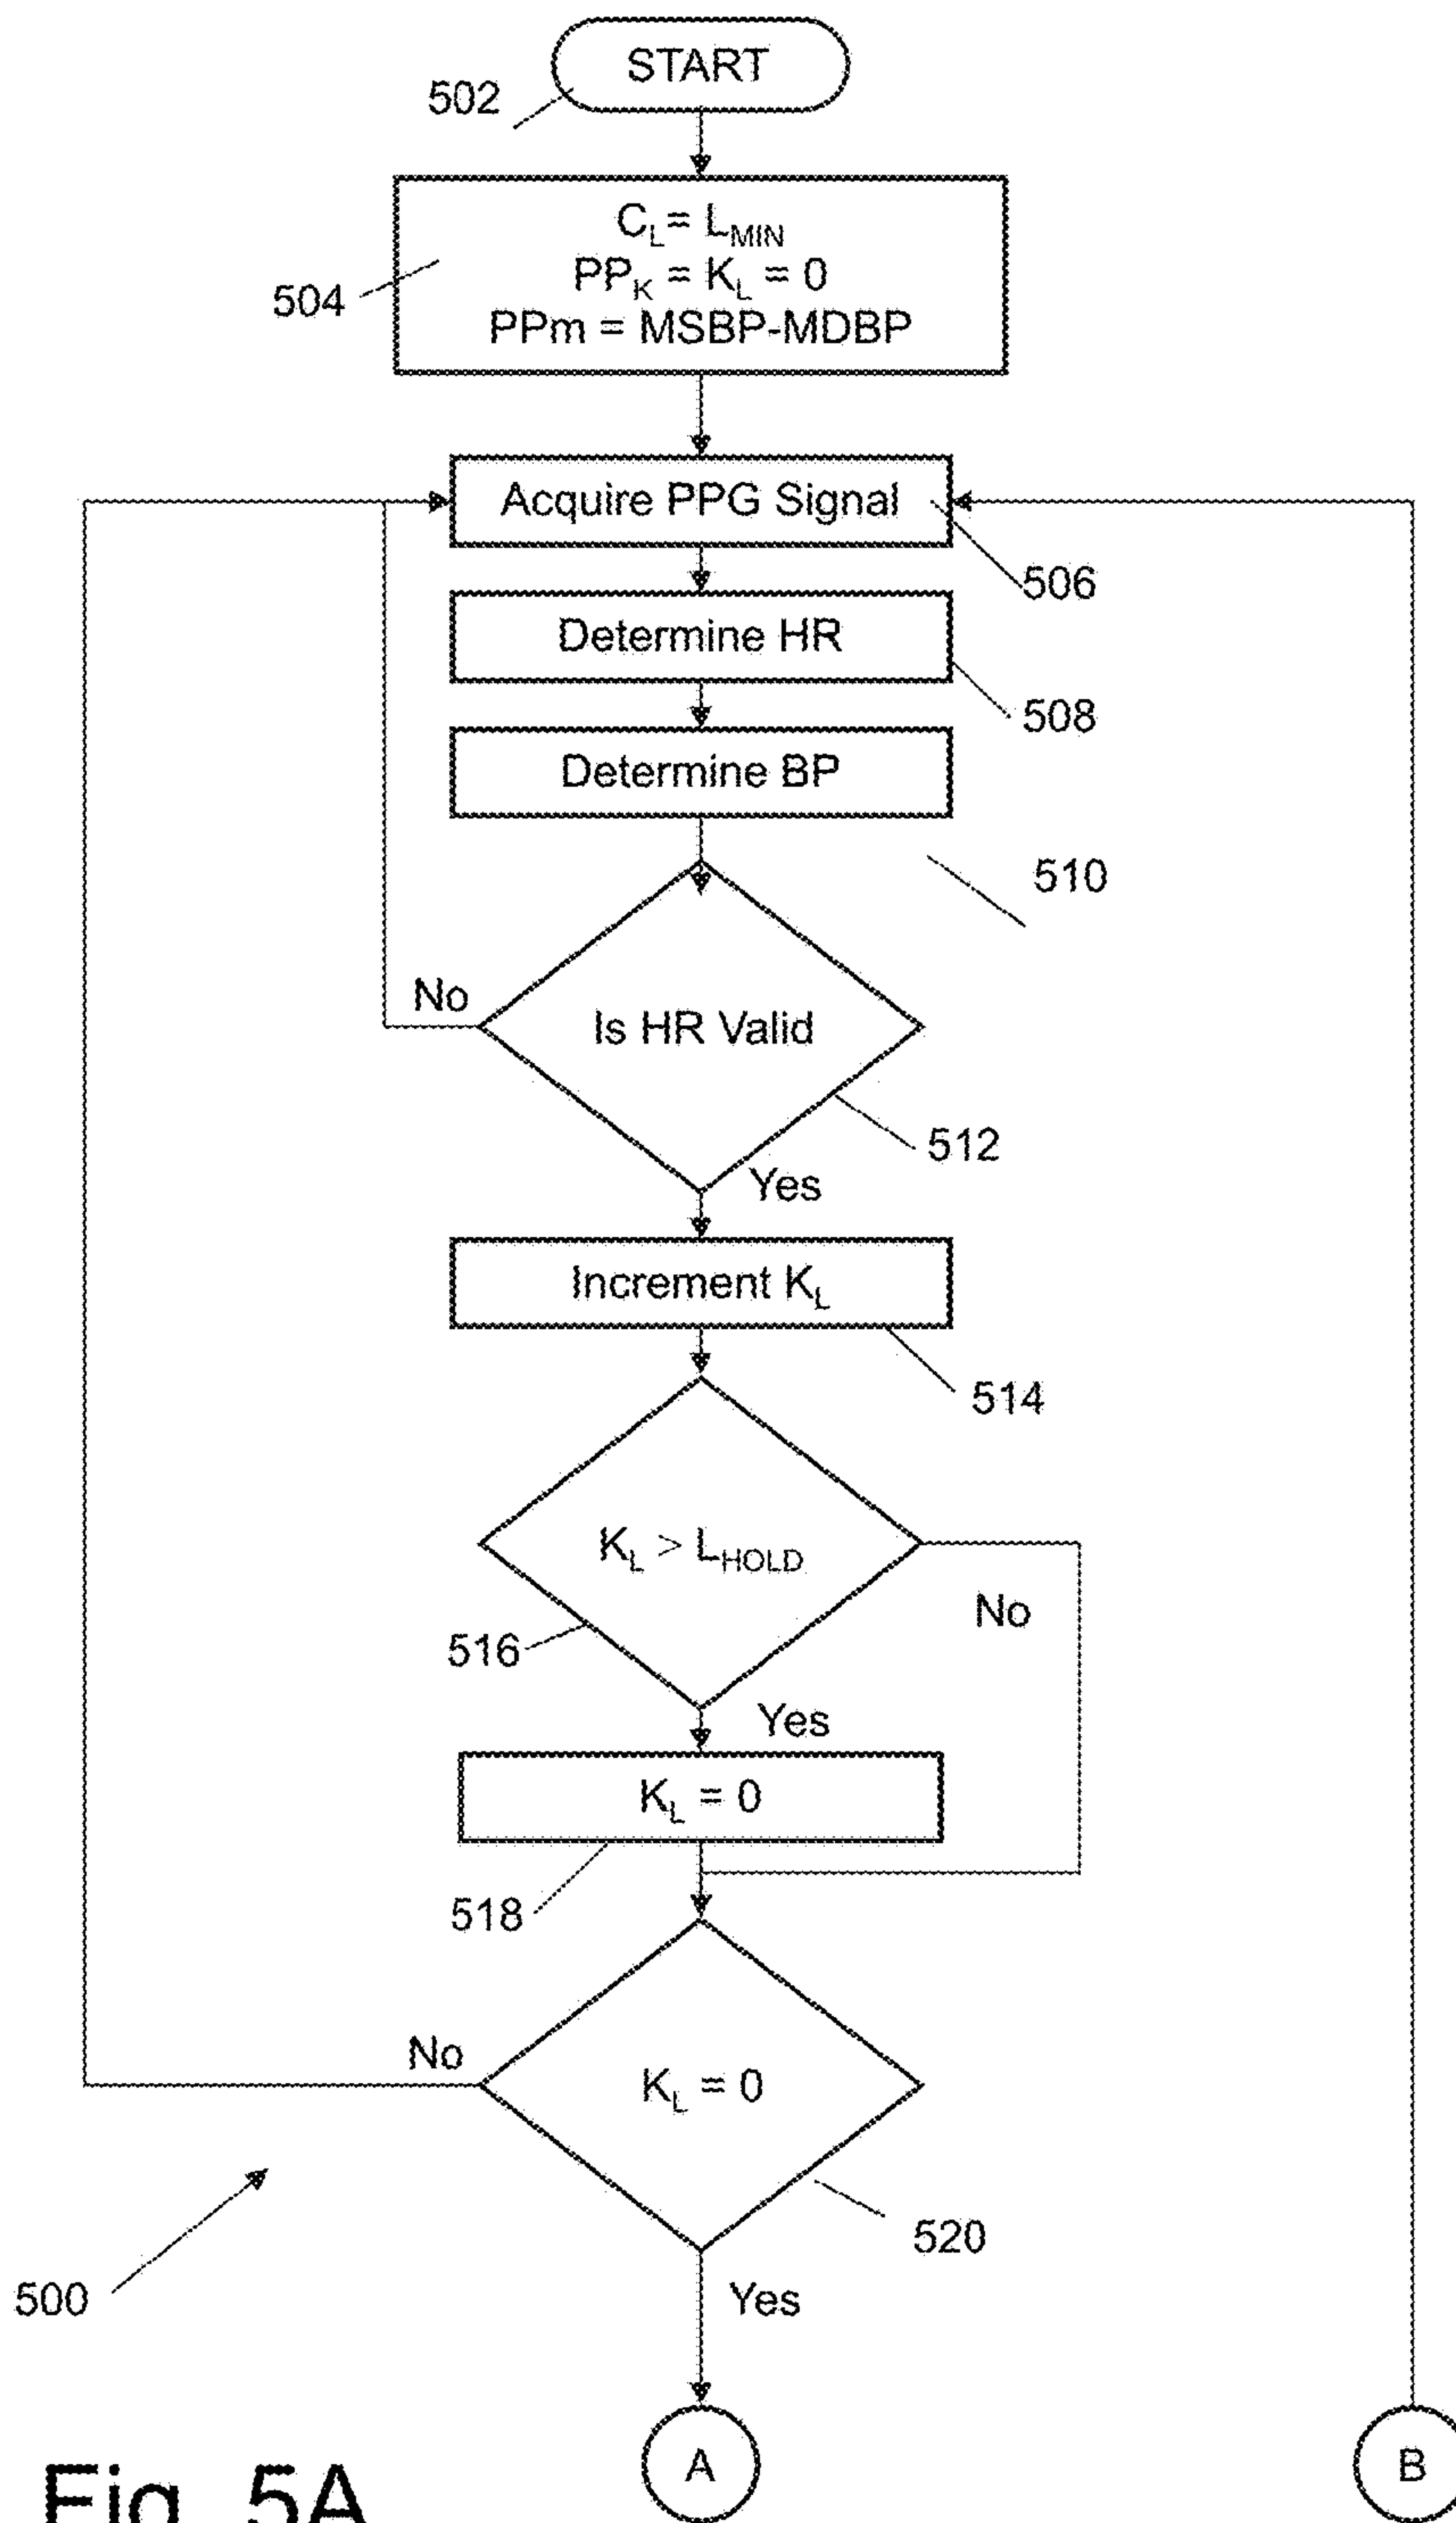 START
502
C_L = L_MIN
PP_K = K_L = 0
PPm = MSBP-MDBP
504
Acquire PPG Signal
506
Determine HR
508
Determine BP
510
No
Is HR Valid
512
Yes
Increment K_L
514
K_L > L_HOLD
No
516
Yes
K_L = 0
518
No
K_L = 0
520
500
Yes
A
B
Fig. 5A